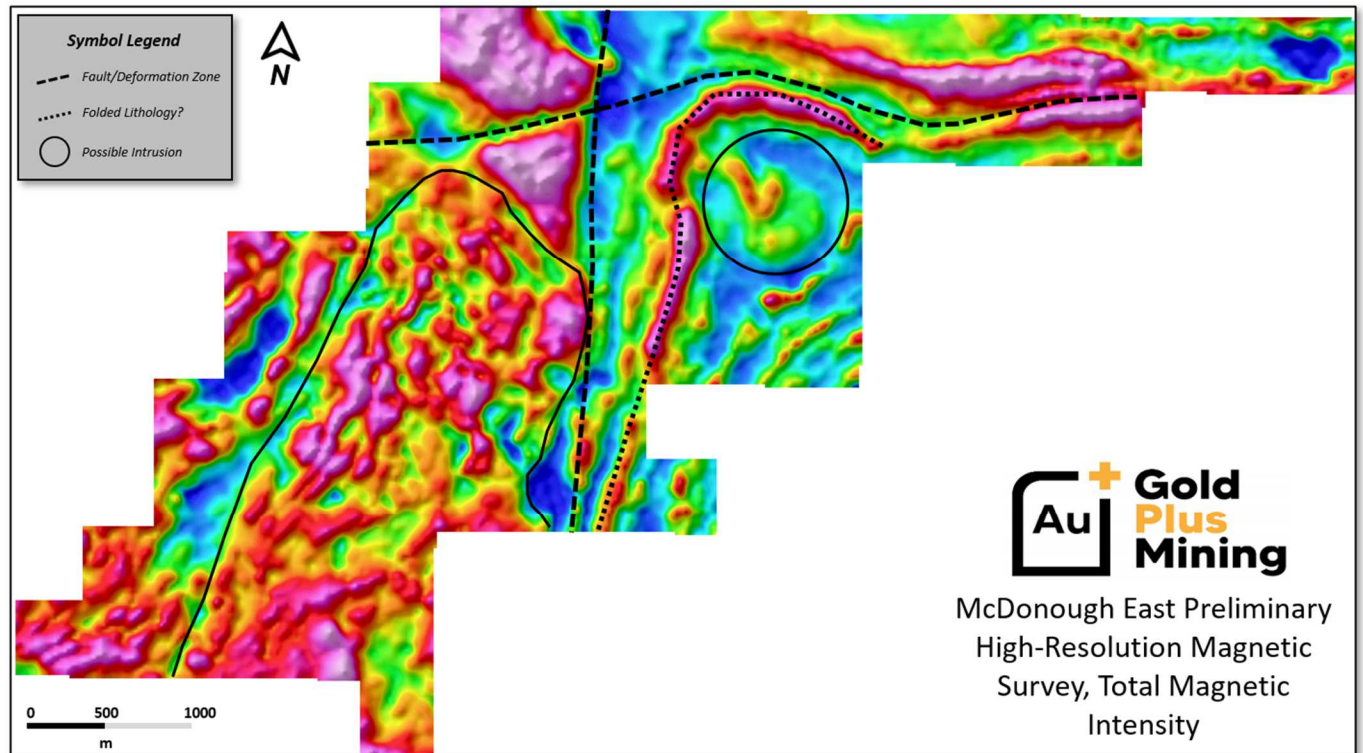 Symbol Legend
Fault/Deformation Zone
Folded Lithology?
Possible Intrusion
N
Au
Gold
Plus
Mining
McDonough East Preliminary
High-Resolution Magnetic
Survey, Total Magnetic
Intensity
0 500 1000
m